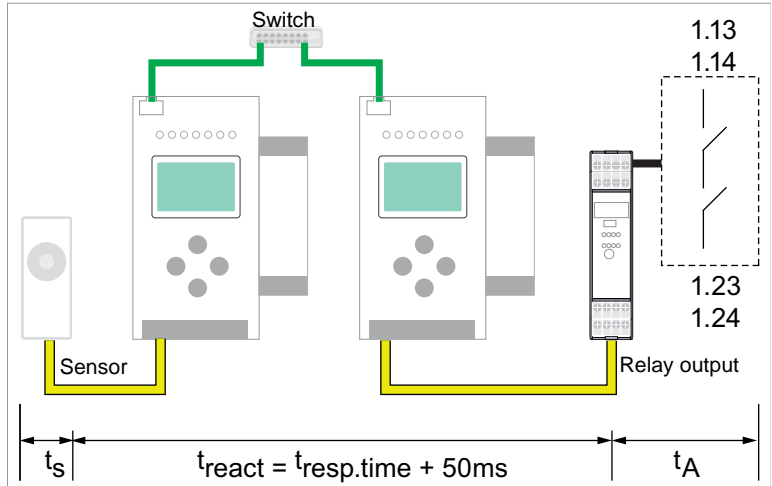 Switch
1.13
1.14
1.23
1.24
Sensor
Relay output
ts
treact = tresp.time + 50ms
tA